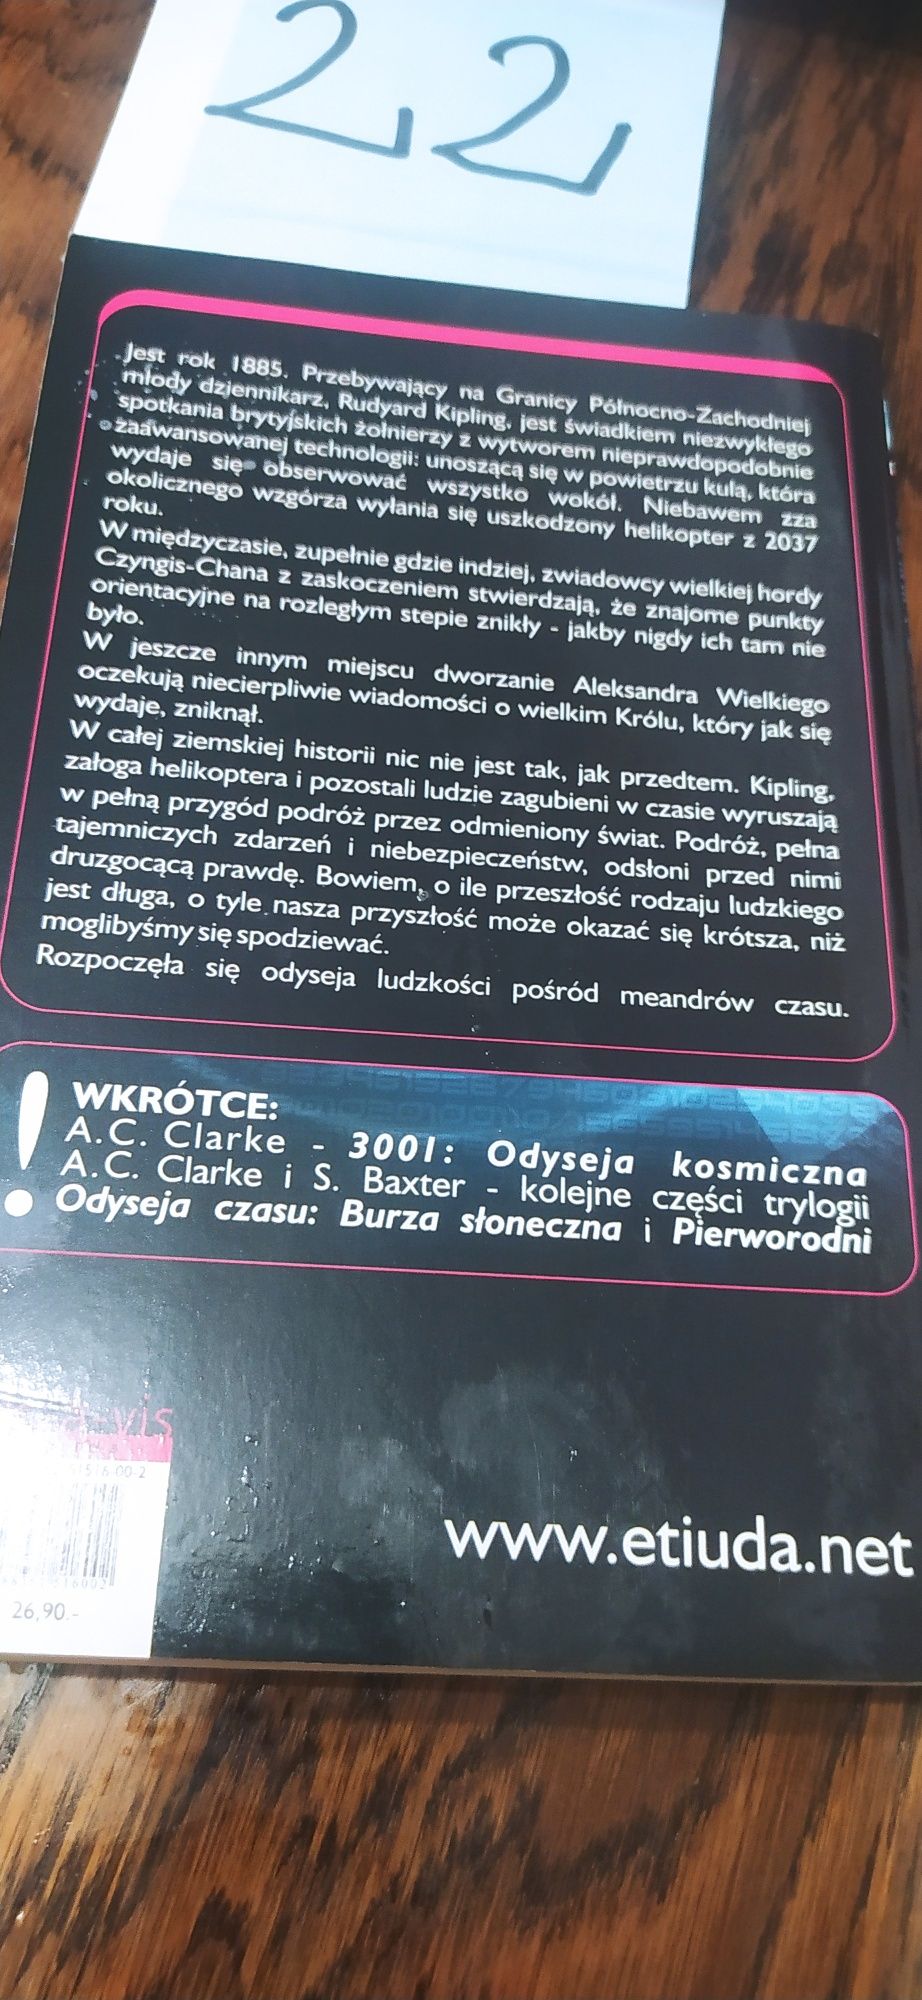 22
Jest rok 1885. Przebywający na Granicy Północno-Zachodniej
młody dziennikarz, Rudyard Kipling, jest świadkiem niezwykłego
spotkania brytyjskich żołnierzy z wytworem nieprawdopodobnie
zaawansowanej technologii: unoszącą się w powietrzu kulą, która
wydaje się obserwować wszystko wokół. Niebawem zza
okolicznego wzgórza wyłania się uszkodzony helikopter z 2037
roku.
W międzyczasie, zupełnie gdzie indziej, zwiadowcy wielkiej hordy
Czyngis-Chana z zaskoczeniem stwierdzają, że znajome punkty
orientacyjne na rozległym stepie znikły - jakby nigdy ich tam nie
było.
W jeszcze innym miejscu dworzanie Aleksandra Wielkiego
oczekują niecierpliwie wiadomości o wielkim Królu, który jak się
wydaje, zniknął.
W całej ziemskiej historii nic nie jest tak, jak przedtem. Kipling,
załoga helikoptera i pozostali ludzie zagubieni w czasie wyruszają
w pełną przygód podróż przez odmieniony świat. Podróż, pełna
tajemniczych zdarzeń i niebezpieczeństw, odsłoni przed nimi
druzgocącą prawdę. Bowiem, o ile przeszłość rodzaju ludzkiego
jest długa, o tyle nasza przyszłość może okazać się krótsza, niż
moglibyśmy się spodziewać.
Rozpoczęła się odyseja ludzkości pośród meandrów czasu.
! WKRÓTCE:
A.C. Clarke - 3001: Odyseja kosmiczna
A.C. Clarke i S. Baxter - kolejne części trylogii
Odyseja czasu: Burza słoneczna i Pierworodni
a-vis
00-2
www.etiuda.net
26,90.-